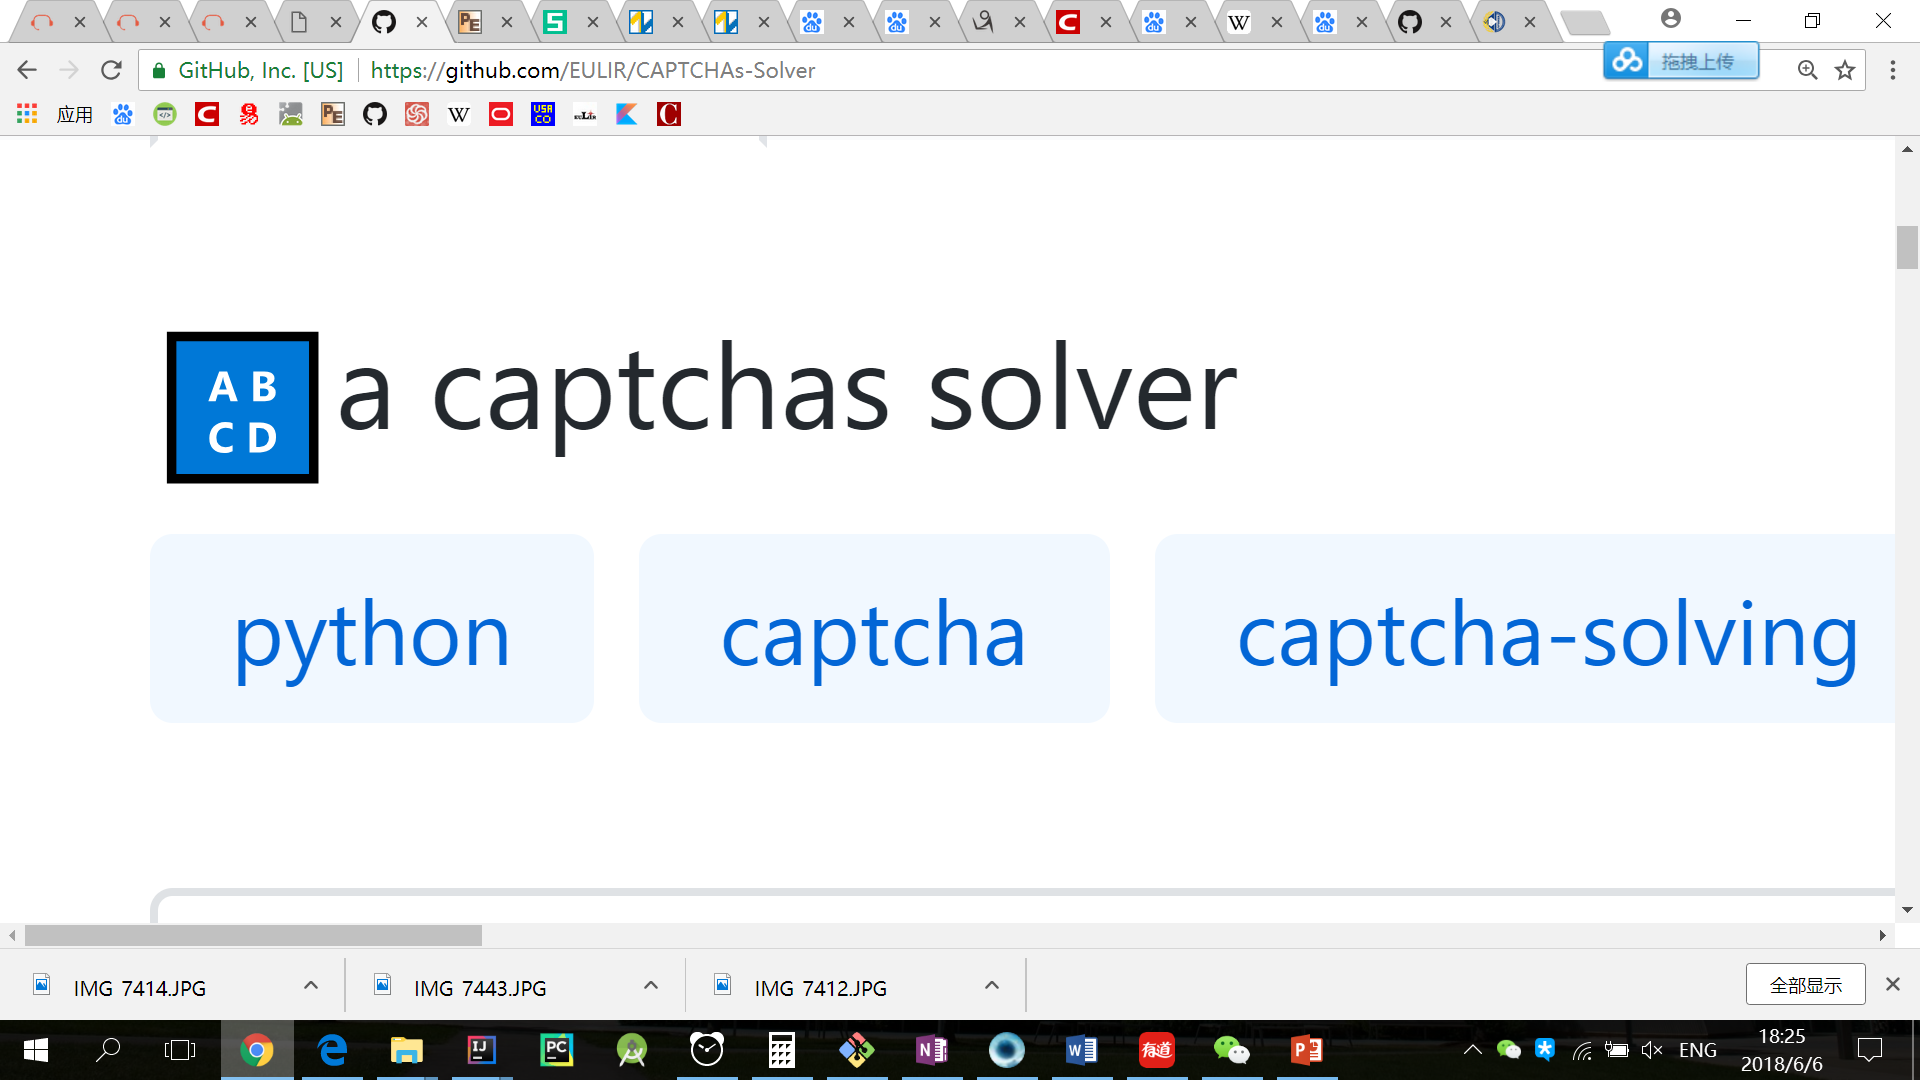 GitHub, Inc. [US] https://github.com/EULIR/CAPTCHAs-Solver
拖拽上传
应用
A B
C D
a captchas solver
python captcha captcha-solving
IMG 7414.JPG IMG 7443.JPG IMG 7412.JPG 全部显示
18:25
ENG
2018/6/6